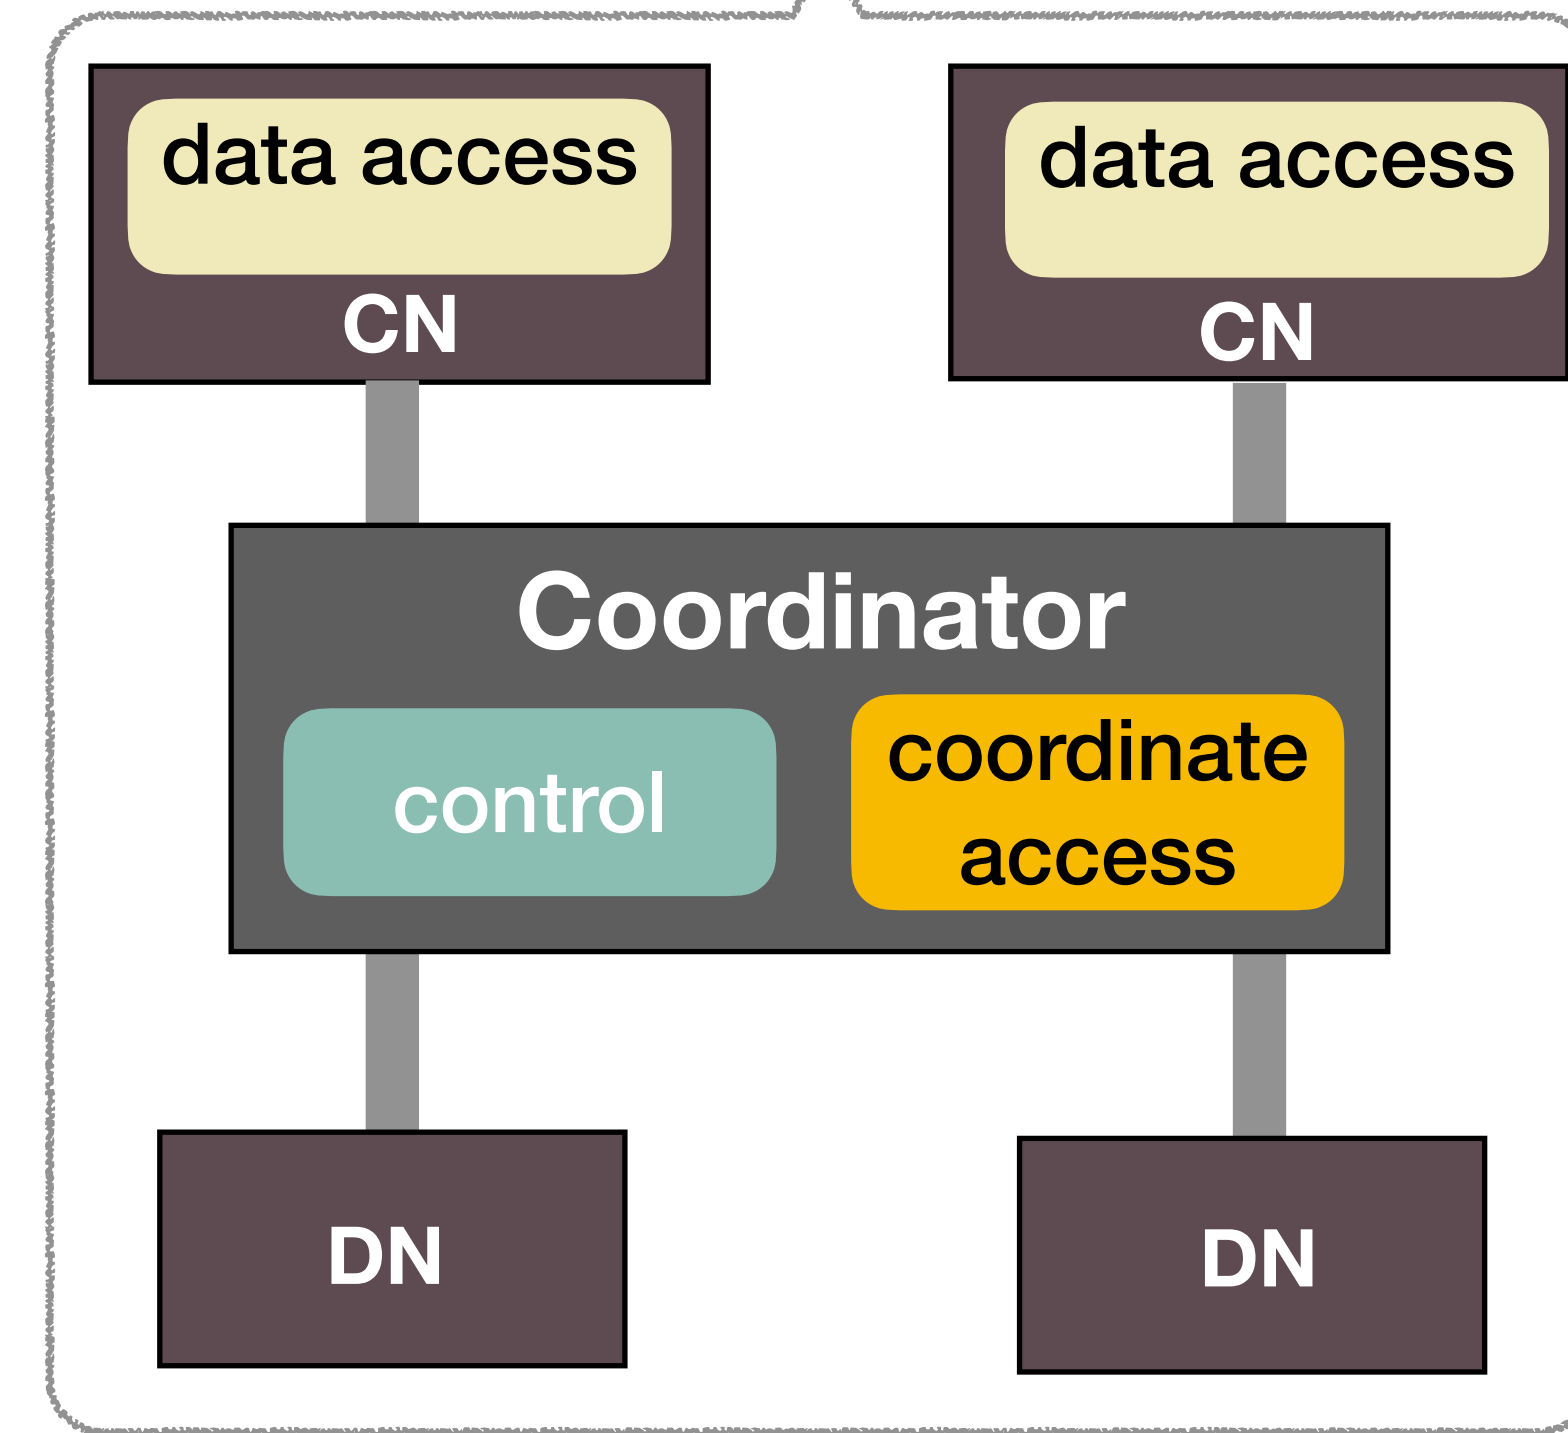 data access
CN
data access
CN
Coordinator
control
coordinate
access
DN
DN